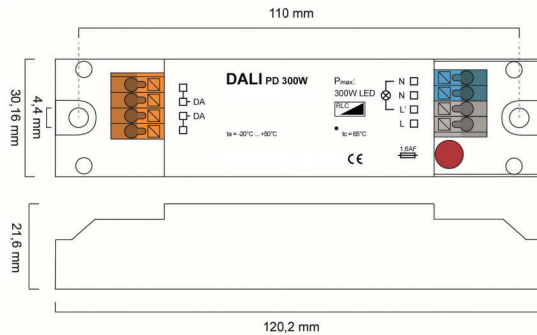 110 mm
30,16 mm
4,4 mm
DA
DA
DALI PD 300W
ta = -20°C ... +50°C
Pmax:
300W LED
RLC
tc = 65°C
N
N
L'
L
1.6AF
CE
21,6 mm
120,2 mm